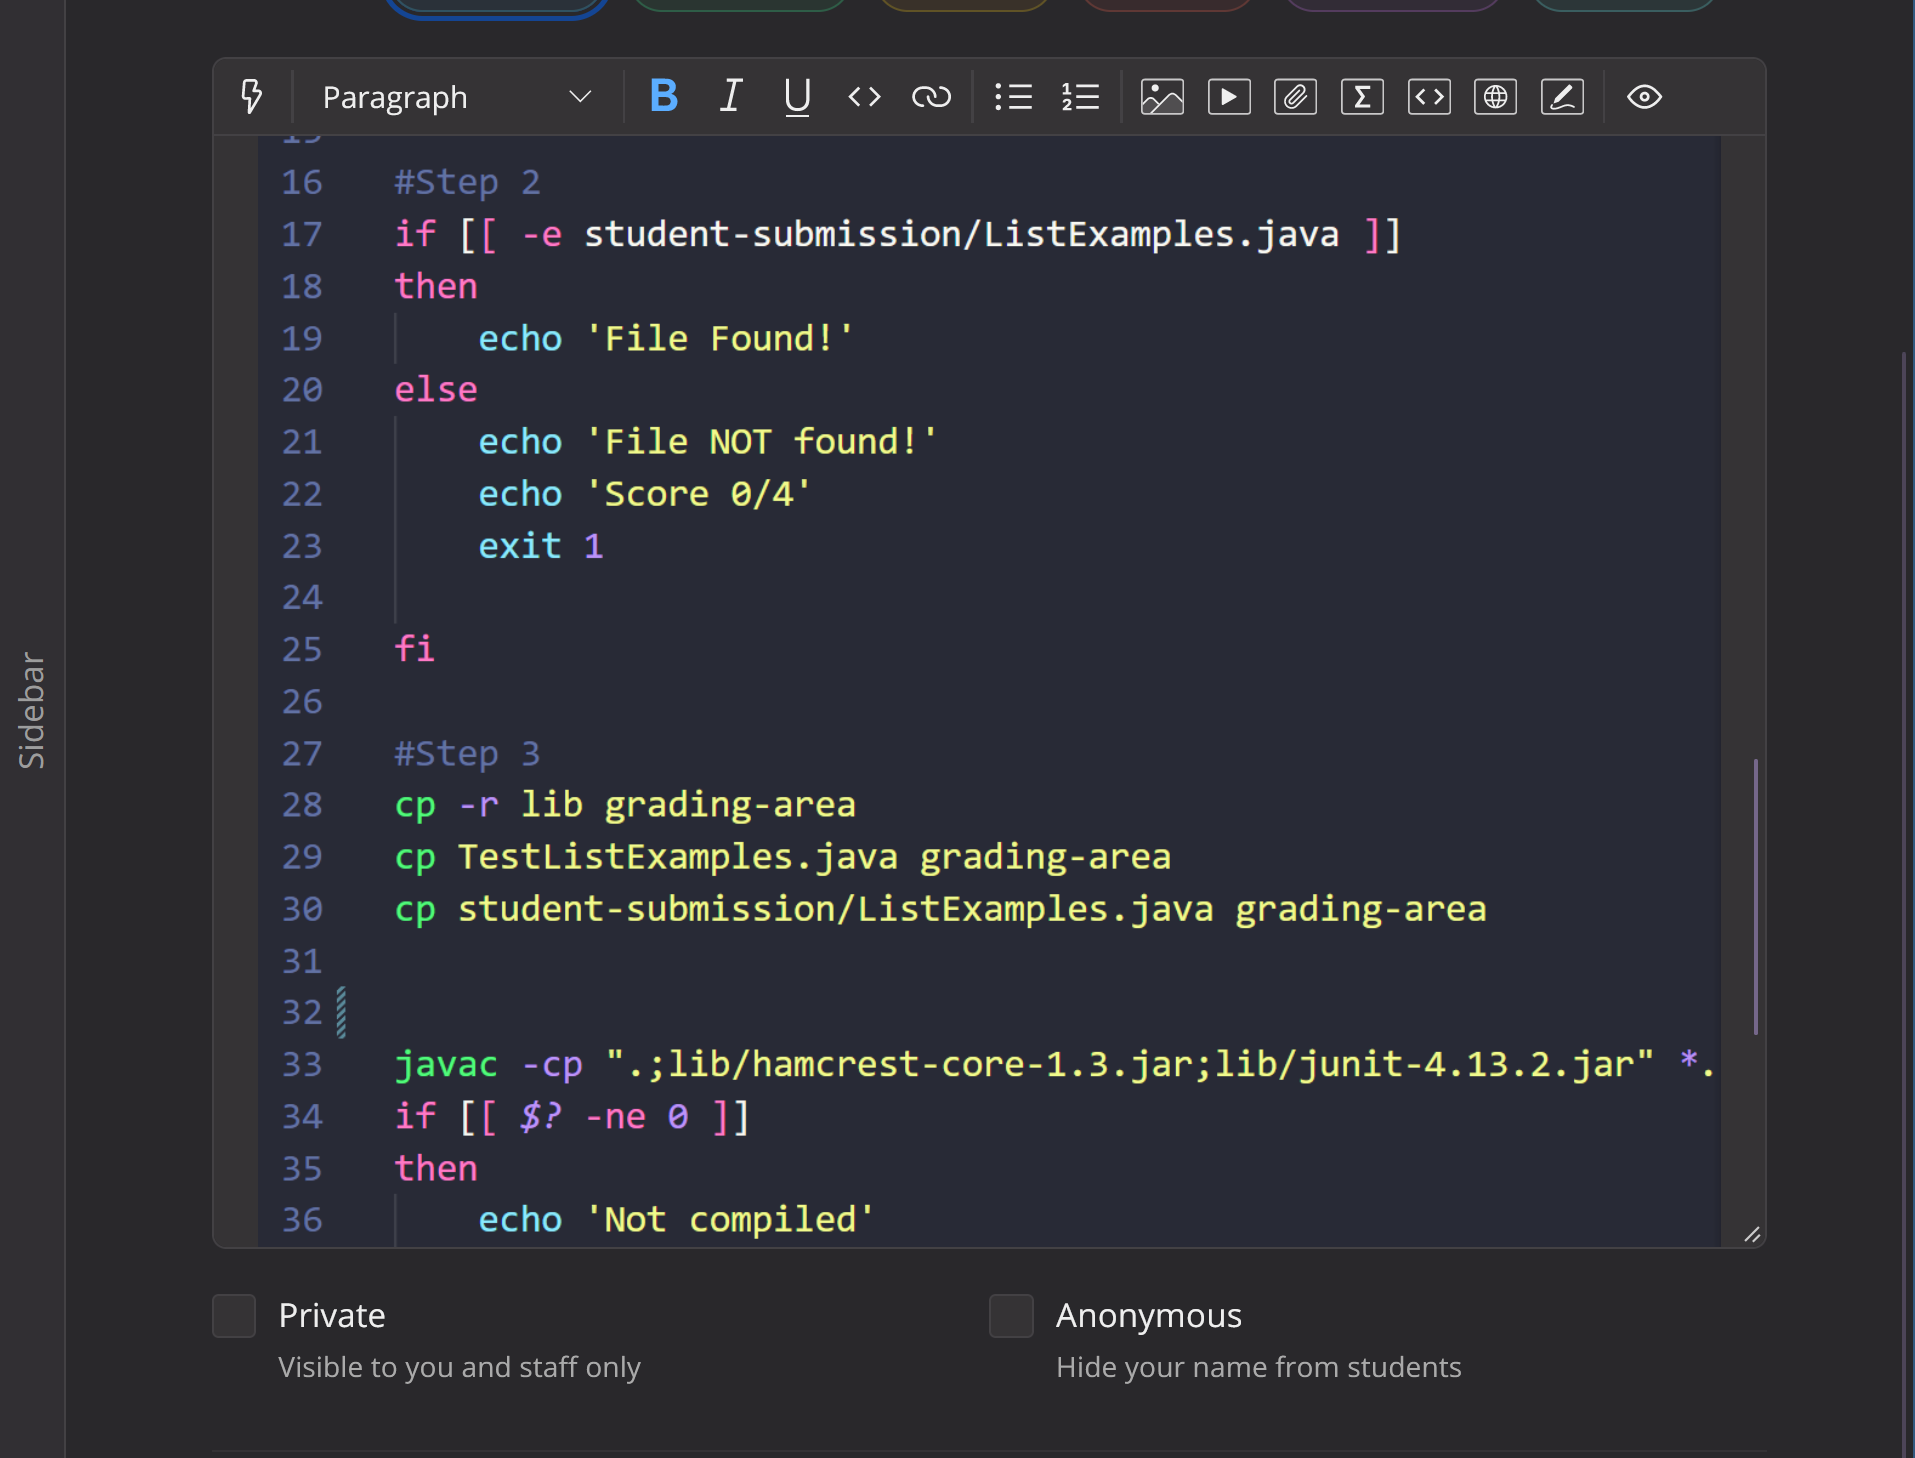 Paragraph
B I U
16 #Step 2
17 if [[ -e student-submission/ListExamples.java ]]
18 then
19 echo 'File Found!'
20 else
21 echo 'File NOT found!'
22 echo 'Score 0/4'
23 exit 1
24
25 fi
26
27 #Step 3
28 cp -r lib grading-area
29 cp TestListExamples.java grading-area
30 cp student-submission/ListExamples.java grading-area
31
32
33 javac -cp ".;lib/hamcrest-core-1.3.jar;lib/junit-4.13.2.jar" *.
34 if [[ $? -ne 0 ]]
35 then
36 echo 'Not compiled'
Sidebar
Private
Visible to you and staff only
Anonymous
Hide your name from students